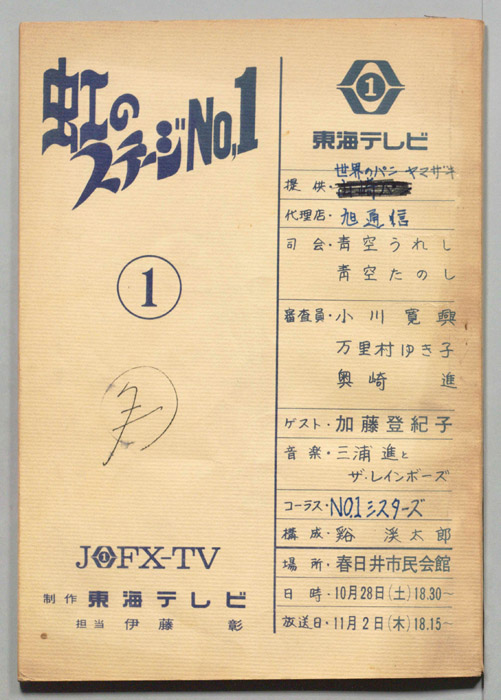 虹の
ステージNo.1
1
JOFX-TV
制作 東海テレビ
担当 伊藤 彰
1
東海テレビ
世界のパン ヤマザキ
提供・
代理店・旭通信
司会・青空うれし
青空たのし
審査員・小川寛興
万里村ゆき子
奥崎 進
ゲスト・加藤登紀子
音楽・三浦進と
ザ・レインボーズ
コーラス・NO.1シスターズ
構成・谿 渓太郎
場所・春日井市民会館
日時・10月28日(土)18.30~
放送日・11月2日(木)18.15~